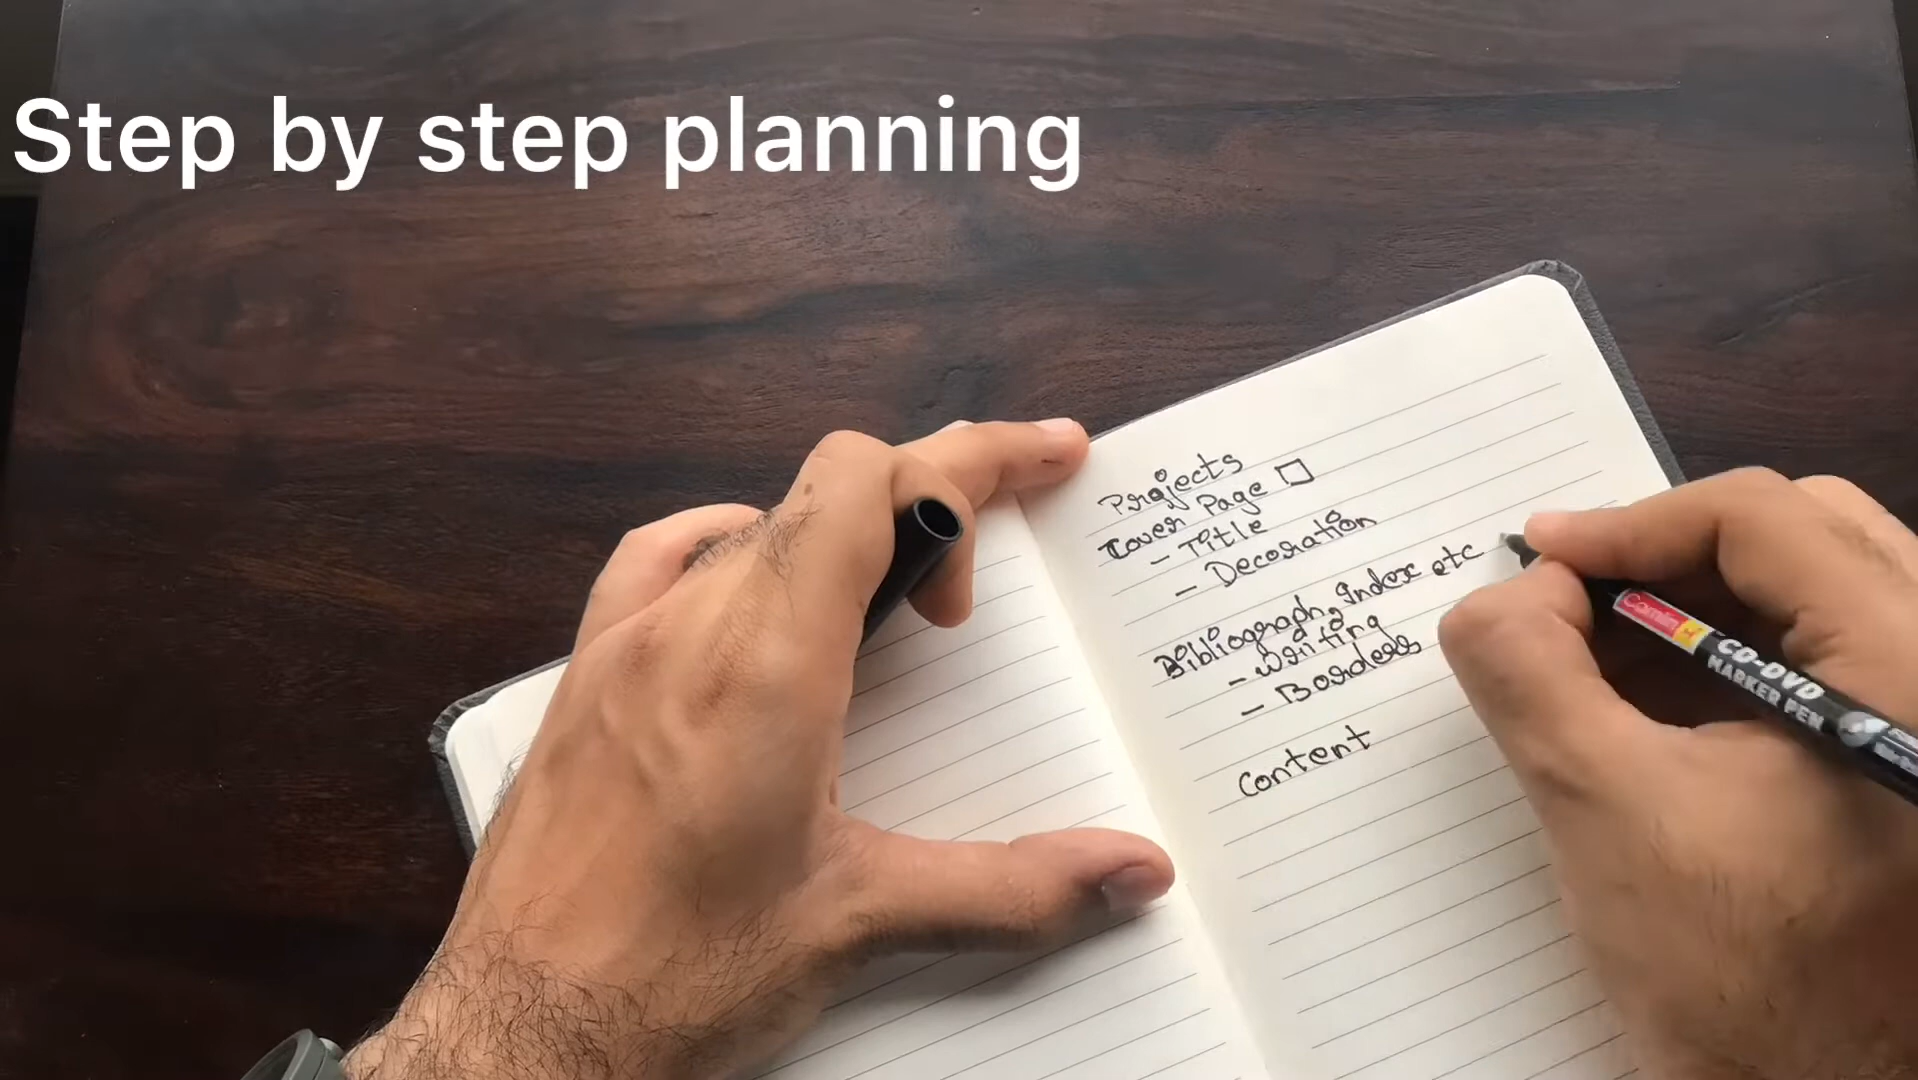 Step by step planning
Projects
Cover Page
- Title
- Decoration
Bibliography, Index etc
- Writing
- Borders
Content
Camlin
CD-DVD
MARKER PEN